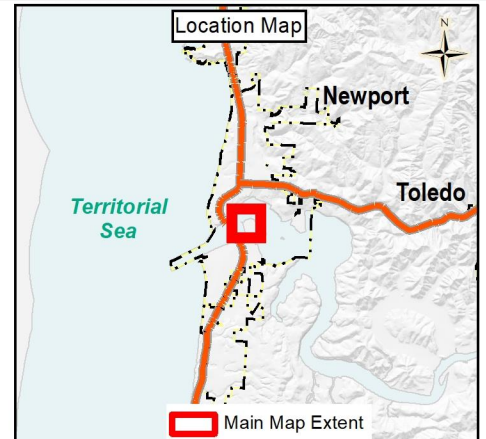 Location Map
N
Newport
Toledo
Territorial
Sea
Main Map Extent